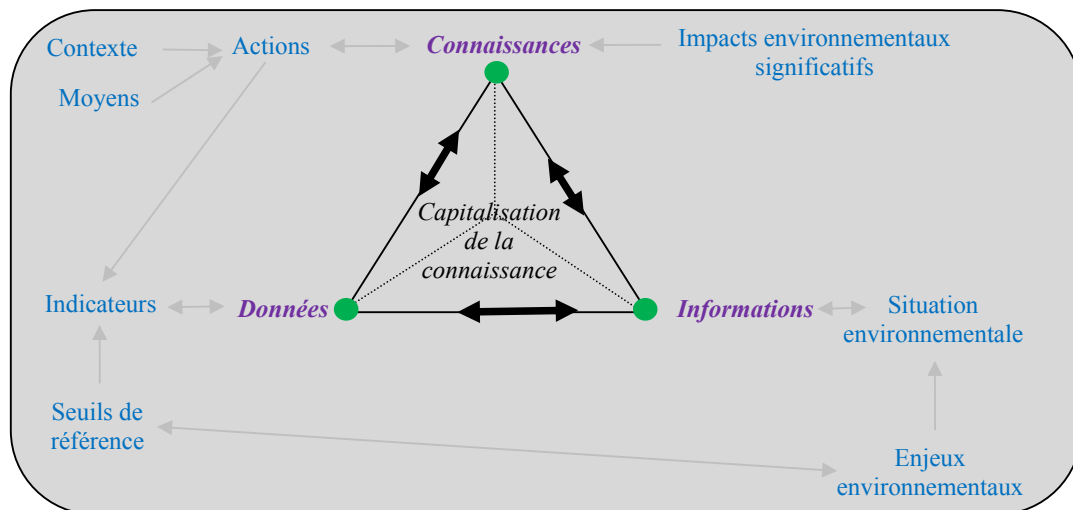 Contexte
Actions
Connaissances
Impacts environnementaux
significatifs
Moyens
Capitalisation
de la
connaissance
Indicateurs
Données
Informations
Situation
environnementale
Seuils de
référence
Enjeux
environnementaux